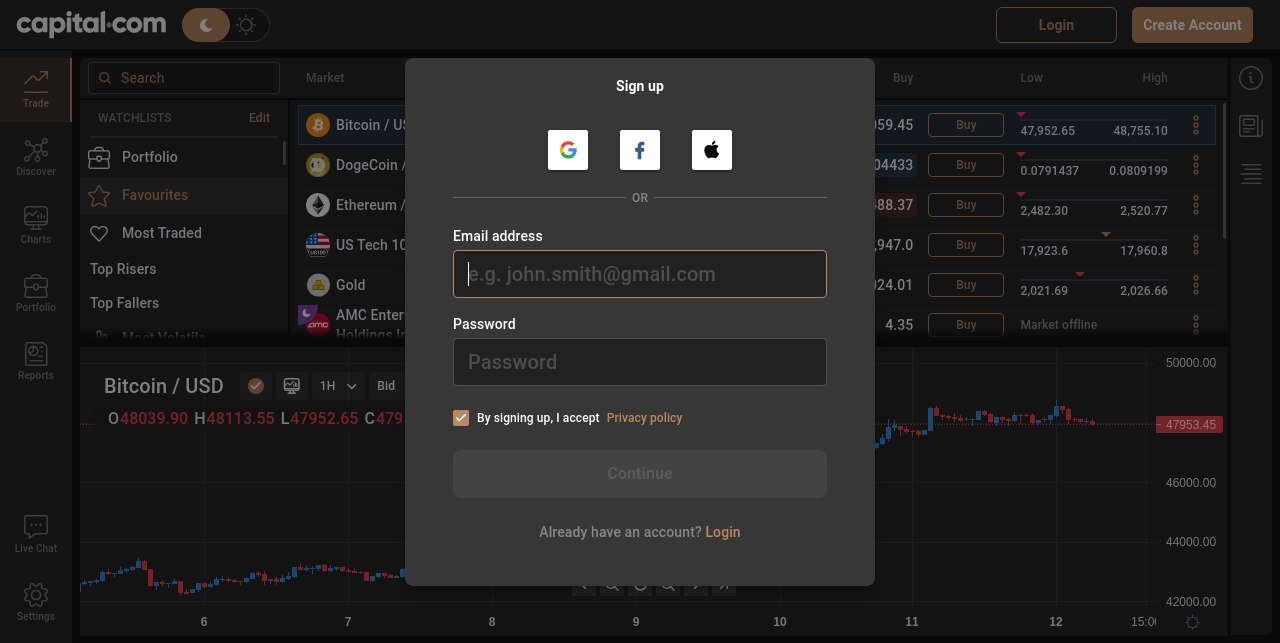 capital.com
Login
Create Account
Trade
Discover
Charts
Portfolio
Reports
Live Chat
Settings
Search
WATCHLISTS
Edit
Portfolio
Favourites
Most Traded
Top Risers
Top Fallers
Most Volatile
Market
Buy
Low
High
Bitcoin / US
059.45
Buy
47,952.65
48,755.10
DogeCoin /
04433
Buy
0.0791437
0.0809199
Ethereum /
88.37
Buy
2,482.30
2,520.77
US Tech 10
,947.0
Buy
17,923.6
17,960.8
Gold
024.01
Buy
2,021.69
2,026.66
AMC Enter
Holdings In
4.35
Buy
Market offline
Sign up
OR
Email address
e.g. john.smith@gmail.com
Password
Password
By signing up, I accept Privacy policy
Continue
Already have an account? Login
Bitcoin / USD
1H
Bid
O48039.90 H48113.55 L47952.65 C479
50000.00
47953.45
46000.00
44000.00
42000.00
6
7
8
9
10
11
12
15:0